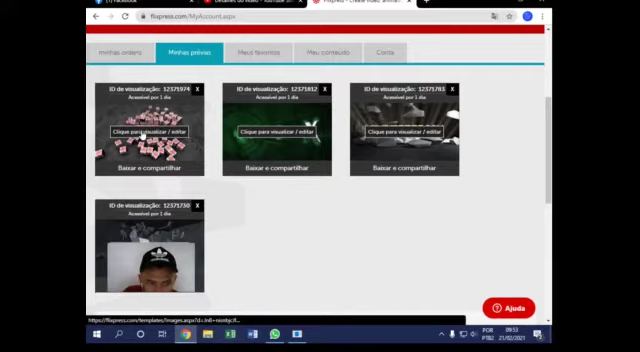 Facebook
Detalhes do vídeo - YouTube
Flixpress - Create video, animat
flixpress.com/MyAccount.aspx
minhas ordens
Minhas prévias
Meus favoritos
Meu conteúdo
Conta
ID de visualização: 12371974 X
Acessível por 1 dia
Clique para visualizar / editar
Baixar e compartilhar
ID de visualização: 12371812 X
Acessível por 1 dia
Clique para visualizar / editar
Baixar e compartilhar
ID de visualização: 12371783 X
Acessível por 1 dia
Clique para visualizar / editar
Baixar e compartilhar
ID de visualização: 12371730 X
Acessível por 1 dia
adidas
Ajuda
POR
PTB2
09:53
21/02/2021